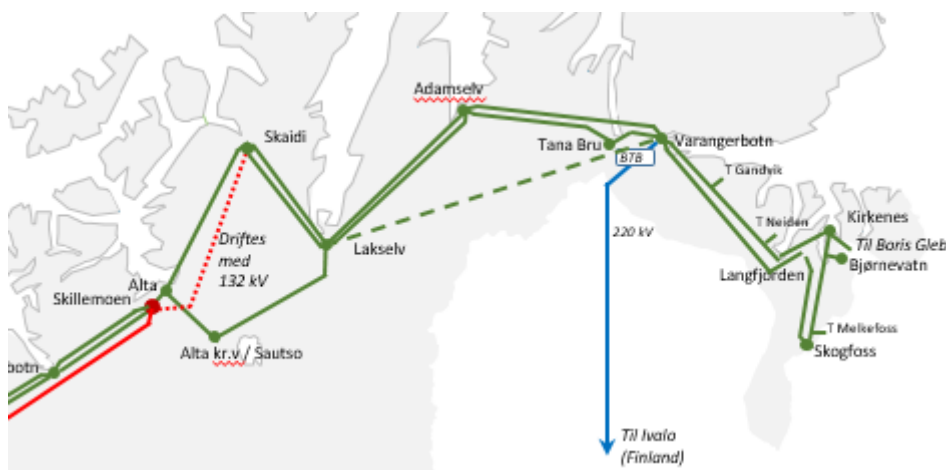 Adamselv
Skaidi
Tana Bru
BTB
Varangerbotn
T Gandvik
T Neiden
Kirkenes
Til Boris Gleb
Bjørnevatn
Langfjorden
T Melkefoss
Skogfoss
Driftes
med
132 kV
220 kV
Lakselv
Alta
Skillemoen
Alta kr.v / Sautso
botn
Til Ivalo
(Finland)